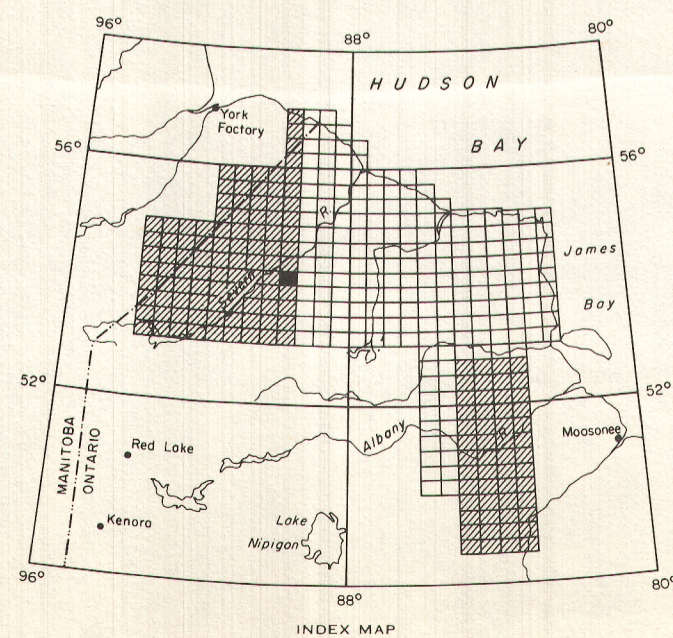 96°
88°
80°
HUDSON
BAY
York
Factory
56°
56°
R.
Severn
James
Bay
52°
52°
MANITOBA
ONTARIO
Red Lake
Albany
R.
Moosonee
Kenora
Lake
Nipigon
96°
88°
80°
INDEX MAP